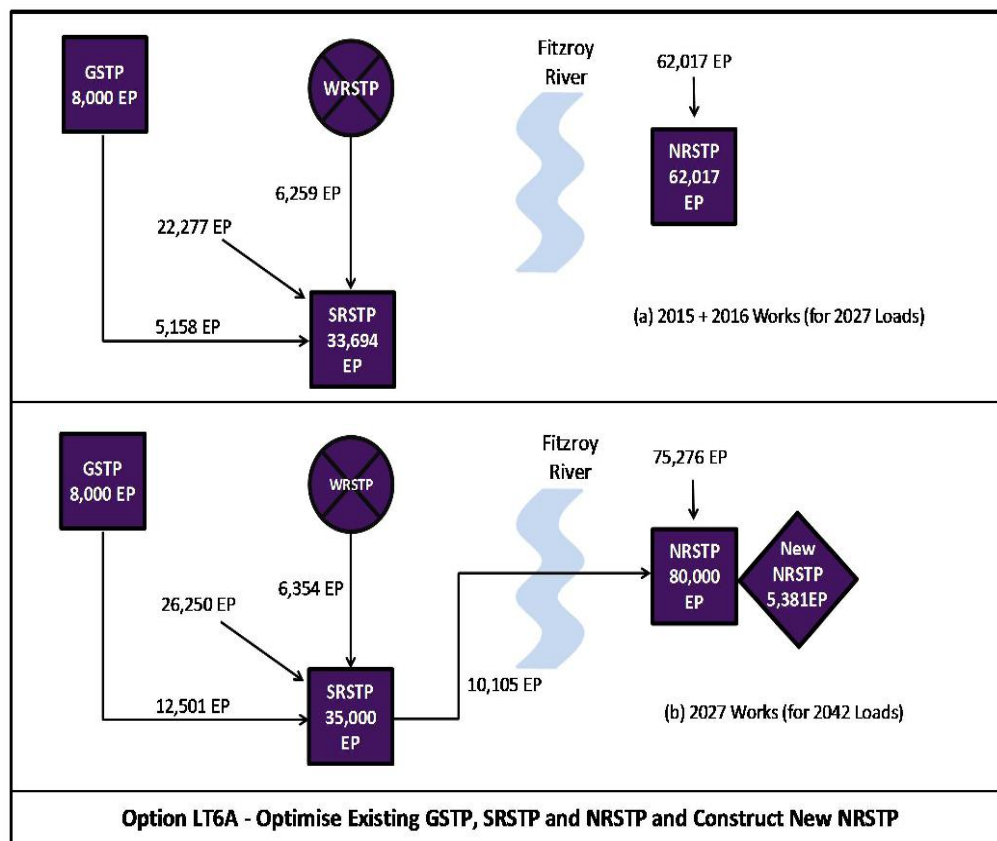 GSTP
8,000 EP
WRSTP
Fitzroy
River
62,017 EP
NRSTP
62,017
EP
6,259 EP
22,277 EP
5,158 EP
SRSTP
33,694
EP
(a) 2015 + 2016 Works (for 2027 Loads)
GSTP
8,000 EP
WRSTP
Fitzroy
River
75,276 EP
NRSTP
80,000
EP
New
NRSTP
5,381EP
6,354 EP
26,250 EP
12,501 EP
SRSTP
35,000
EP
10,105 EP
(b) 2027 Works (for 2042 Loads)
Option LT6A - Optimise Existing GSTP, SRSTP and NRSTP and Construct New NRSTP